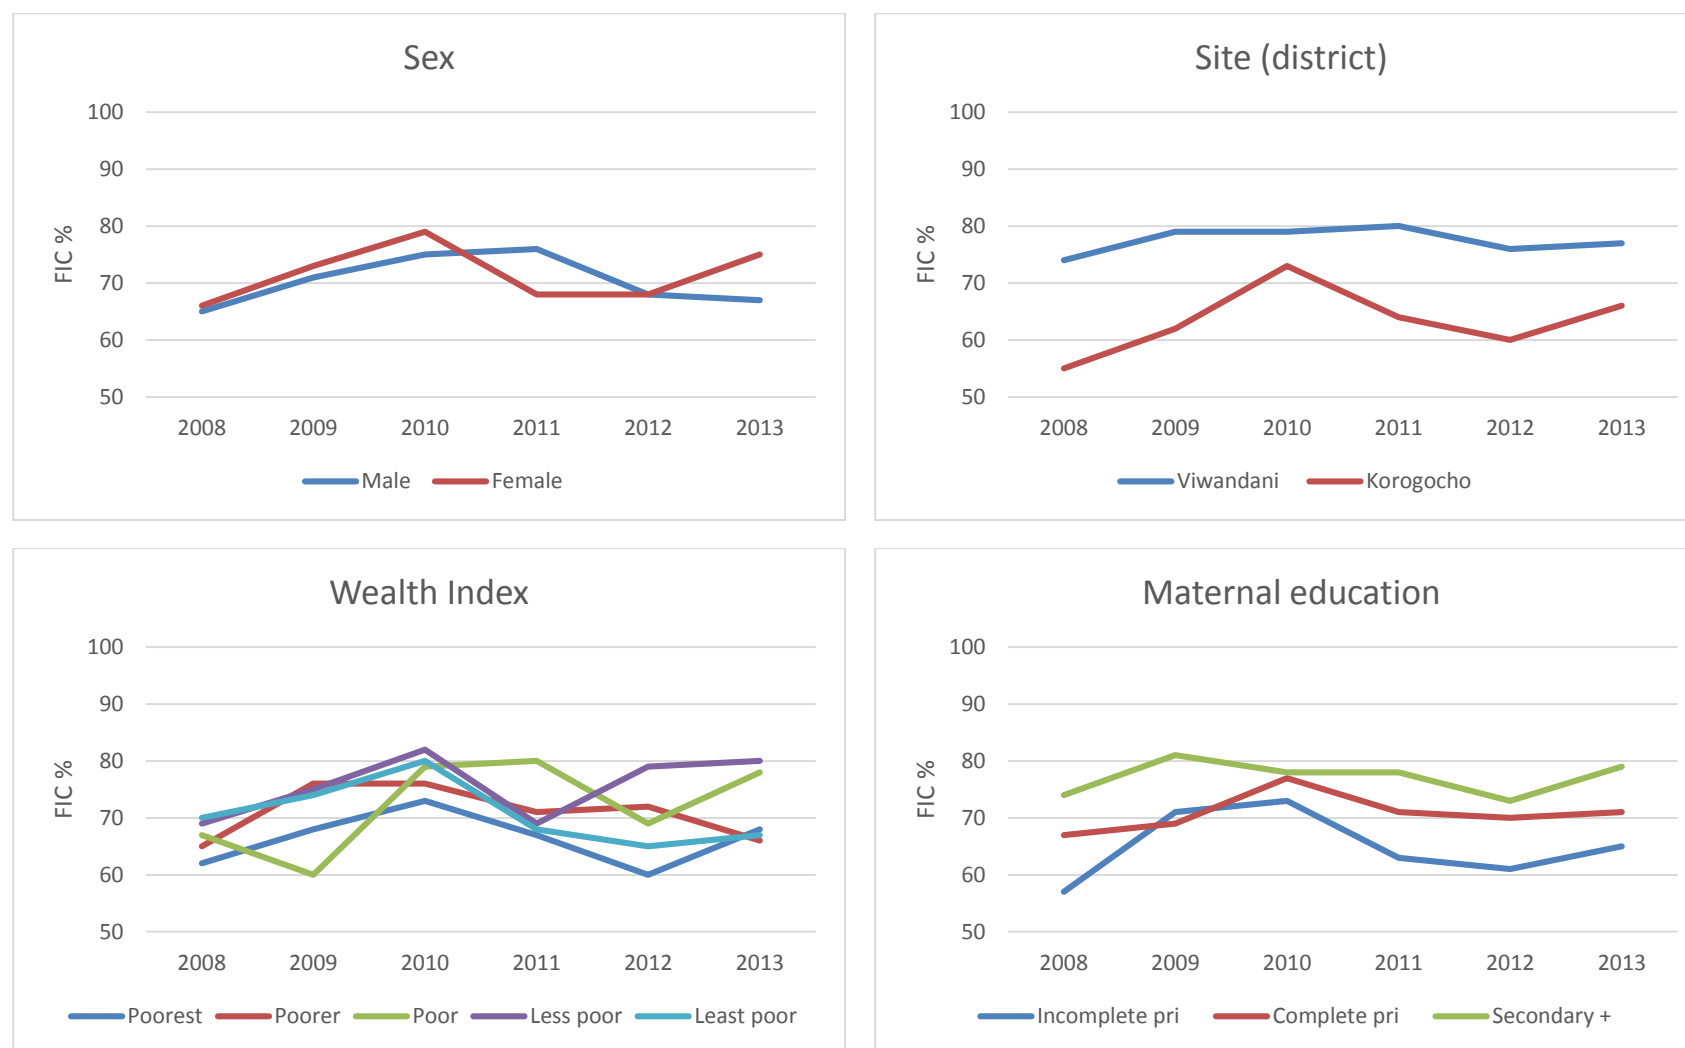 Sex
100
90
80
70
60
50
FIC %
2008 2009 2010 2011 2012 2013
Male Female
Site (district)
100
90
80
70
60
50
FIC %
2008 2009 2010 2011 2012 2013
Viwandani Korogocho
Wealth Index
100
90
80
70
60
50
FIC %
2008 2009 2010 2011 2012 2013
Poorest Poorer Poor Less poor Least poor
Maternal education
100
90
80
70
60
50
FIC %
2008 2009 2010 2011 2012 2013
Incomplete pri Complete pri Secondary +